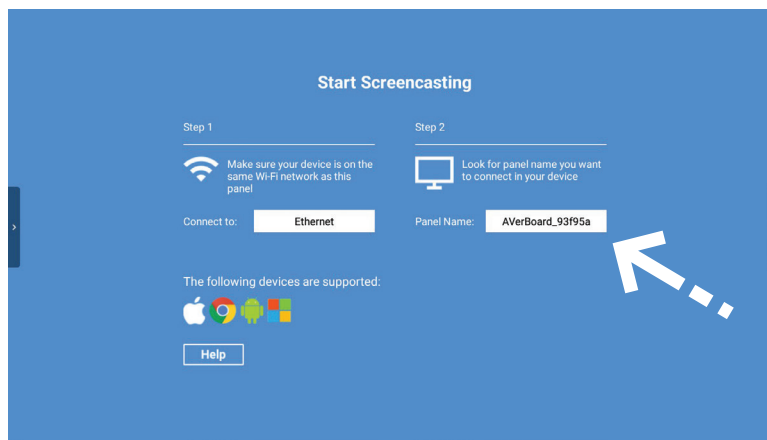 Start Screencasting
Step 1
Make sure your device is on the
same Wi-Fi network as this
panel
Connect to: Ethernet
Step 2
Look for panel name you want
to connect in your device
Panel Name: AVerBoard_93f95a
The following devices are supported:
Help